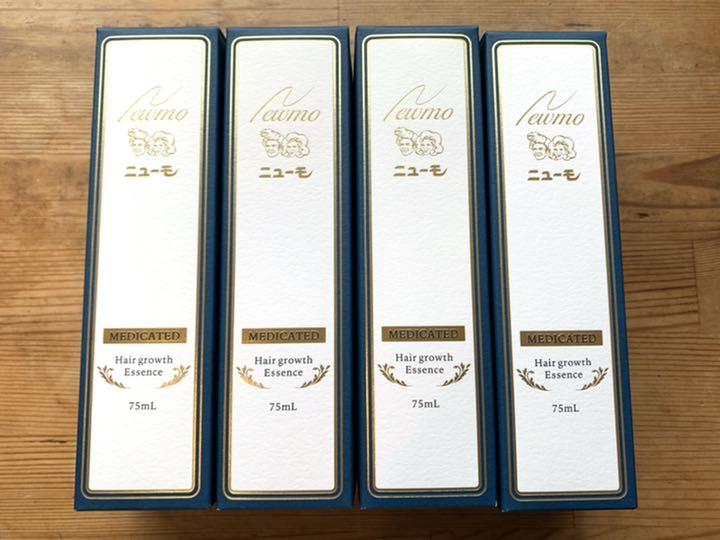 Newmo
ニューモ
MEDICATED
Hair growth
Essence
75mL
Newmo
ニューモ
MEDICATED
Hair growth
Essence
75mL
Newmo
ニューモ
MEDICATED
Hair growth
Essence
75mL
Newmo
ニューモ
MEDICATED
Hair growth
Essence
75mL